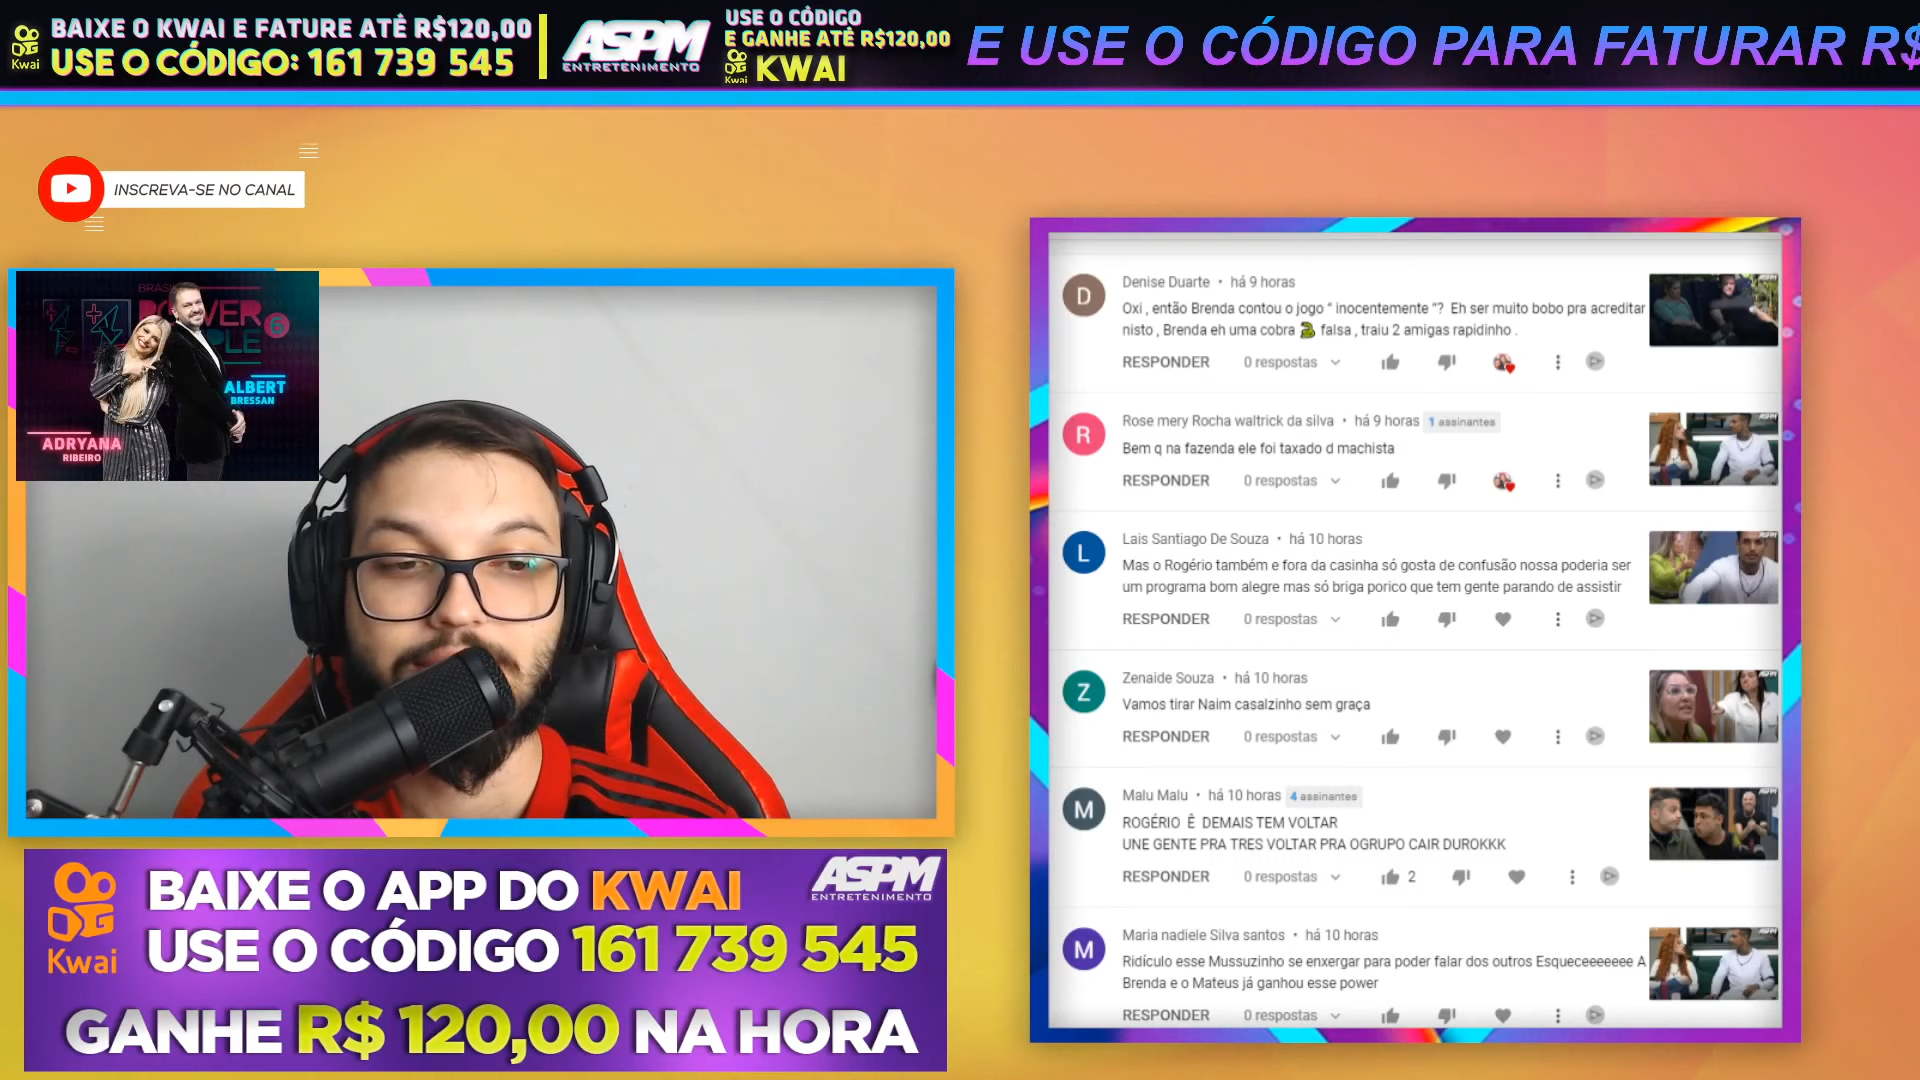 Kwai
BAIXE O KWAI E FATURE ATÉ R$120,00
USE O CÓDIGO: 161 739 545
ASPM
ENTRETENIMENTO
USE O CÓDIGO
E GANHE ATÉ R$120,00
Kwai
KWAI
E USE O CÓDIGO PARA FATURAR R$
INSCREVA-SE NO CANAL
ALBERT
BRESSAN
ADRYANA
RIBEIRO
D
Denise Duarte • há 9 horas
Oxi , então Brenda contou o jogo “ inocentemente “? Eh ser muito bobo pra acreditar
nisto , Brenda eh uma cobra 🐍 falsa , traiu 2 amigas rapidinho .
RESPONDER 0 respostas
R
Rose mery Rocha waltrick da silva • há 9 horas 1 assinantes
Bem q na fazenda ele foi taxado d machista
RESPONDER 0 respostas
L
Lais Santiago De Souza • há 10 horas
Mas o Rogério também e fora da casinha só gosta de confusão nossa poderia ser
um programa bom alegre mas só briga porico que tem gente parando de assistir
RESPONDER 0 respostas
Z
Zenaide Souza • há 10 horas
Vamos tirar Naim casalzinho sem graça
RESPONDER 0 respostas
M
Malu Malu • há 10 horas 4 assinantes
ROGÉRIO Ê DEMAIS TEM VOLTAR
UNE GENTE PRA TRES VOLTAR PRA OGRUPO CAIR DUROKKK
RESPONDER 0 respostas 2
M
Maria nadiele Silva santos • há 10 horas
Ridículo esse Mussuzinho se enxergar para poder falar dos outros Esqueceeeeeee A
Brenda e o Mateus já ganhou esse power
RESPONDER 0 respostas
Kwai
BAIXE O APP DO KWAI
USE O CÓDIGO 161 739 545
GANHE R$ 120,00 NA HORA
ASPM
ENTRETENIMENTO